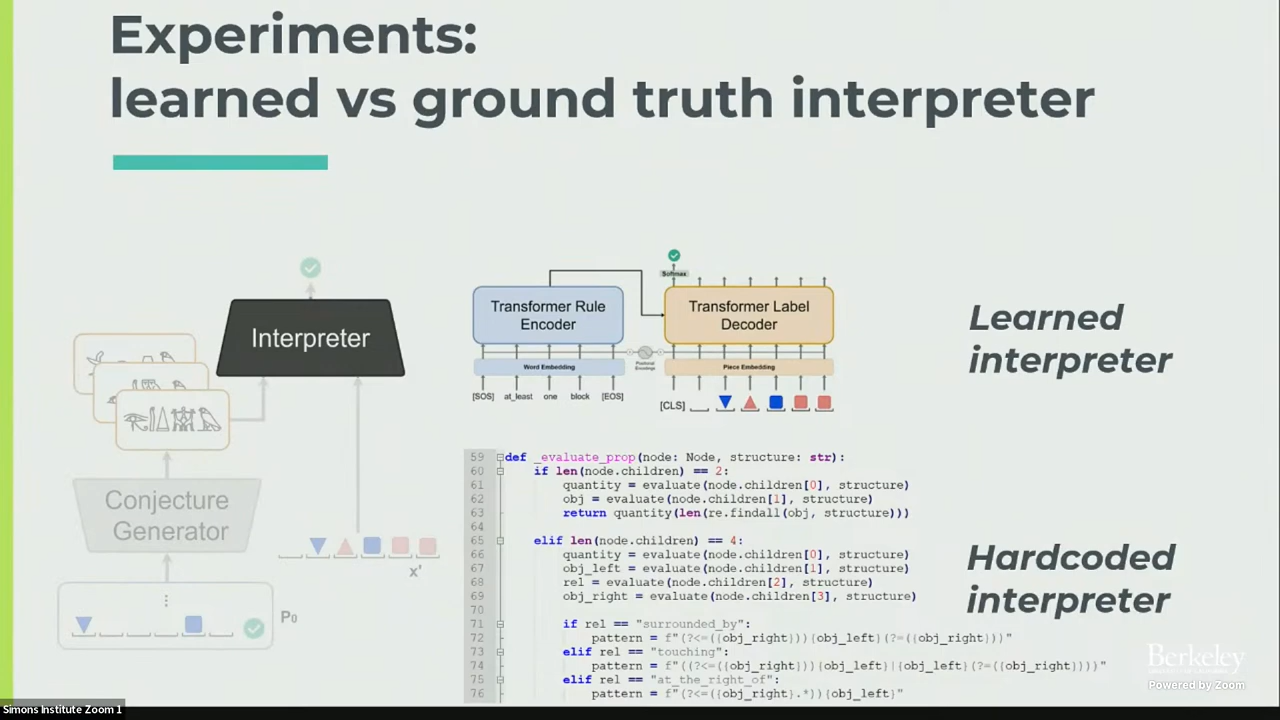 Experiments:
learned vs ground truth interpreter
Interpreter
Conjecture
Generator
x'
P₀
Softmax
Transformer Rule
Encoder
Transformer Label
Decoder
Word Embedding
Positional
Encodings
Piece Embedding
[SOS] at_least one block [EOS]
[CLS]
Learned
interpreter
59 def _evaluate_prop(node: Node, structure: str):
60 if len(node.children) == 2:
61 quantity = evaluate(node.children[0], structure)
62 obj = evaluate(node.children[1], structure)
63 return quantity(len(re.findall(obj, structure)))
64
65 elif len(node.children) == 4:
66 quantity = evaluate(node.children[0], structure)
67 obj_left = evaluate(node.children[1], structure)
68 rel = evaluate(node.children[2], structure)
69 obj_right = evaluate(node.children[3], structure)
70
71 if rel == "surrounded_by":
72 pattern = f"(?<=({obj_right})){obj_left}(?=({obj_right}))"
73 elif rel == "touching":
74 pattern = f"((?<=({obj_right})){obj_left}|{obj_left}(?=({obj_right})))"
75 elif rel == "at_the_right_of":
76 pattern = f"(?<=({obj_right}.*)){obj_left}"
Hardcoded
interpreter
Berkeley
Powered by Zoom
Simons Institute Zoom 1